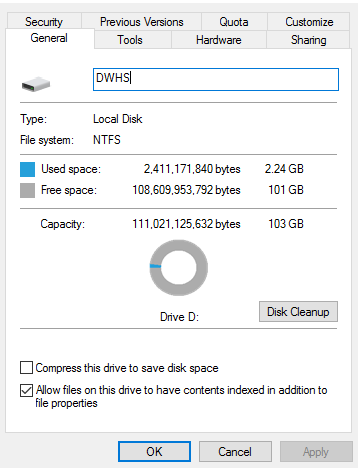 Security Previous Versions Quota Customize
General Tools Hardware Sharing
DWHS
Type: Local Disk
File system: NTFS
Used space: 2,411,171,840 bytes 2.24 GB
Free space: 108,609,953,792 bytes 101 GB
Capacity: 111,021,125,632 bytes 103 GB
Drive D:
Disk Cleanup
Compress this drive to save disk space
Allow files on this drive to have contents indexed in addition to
file properties
OK Cancel Apply